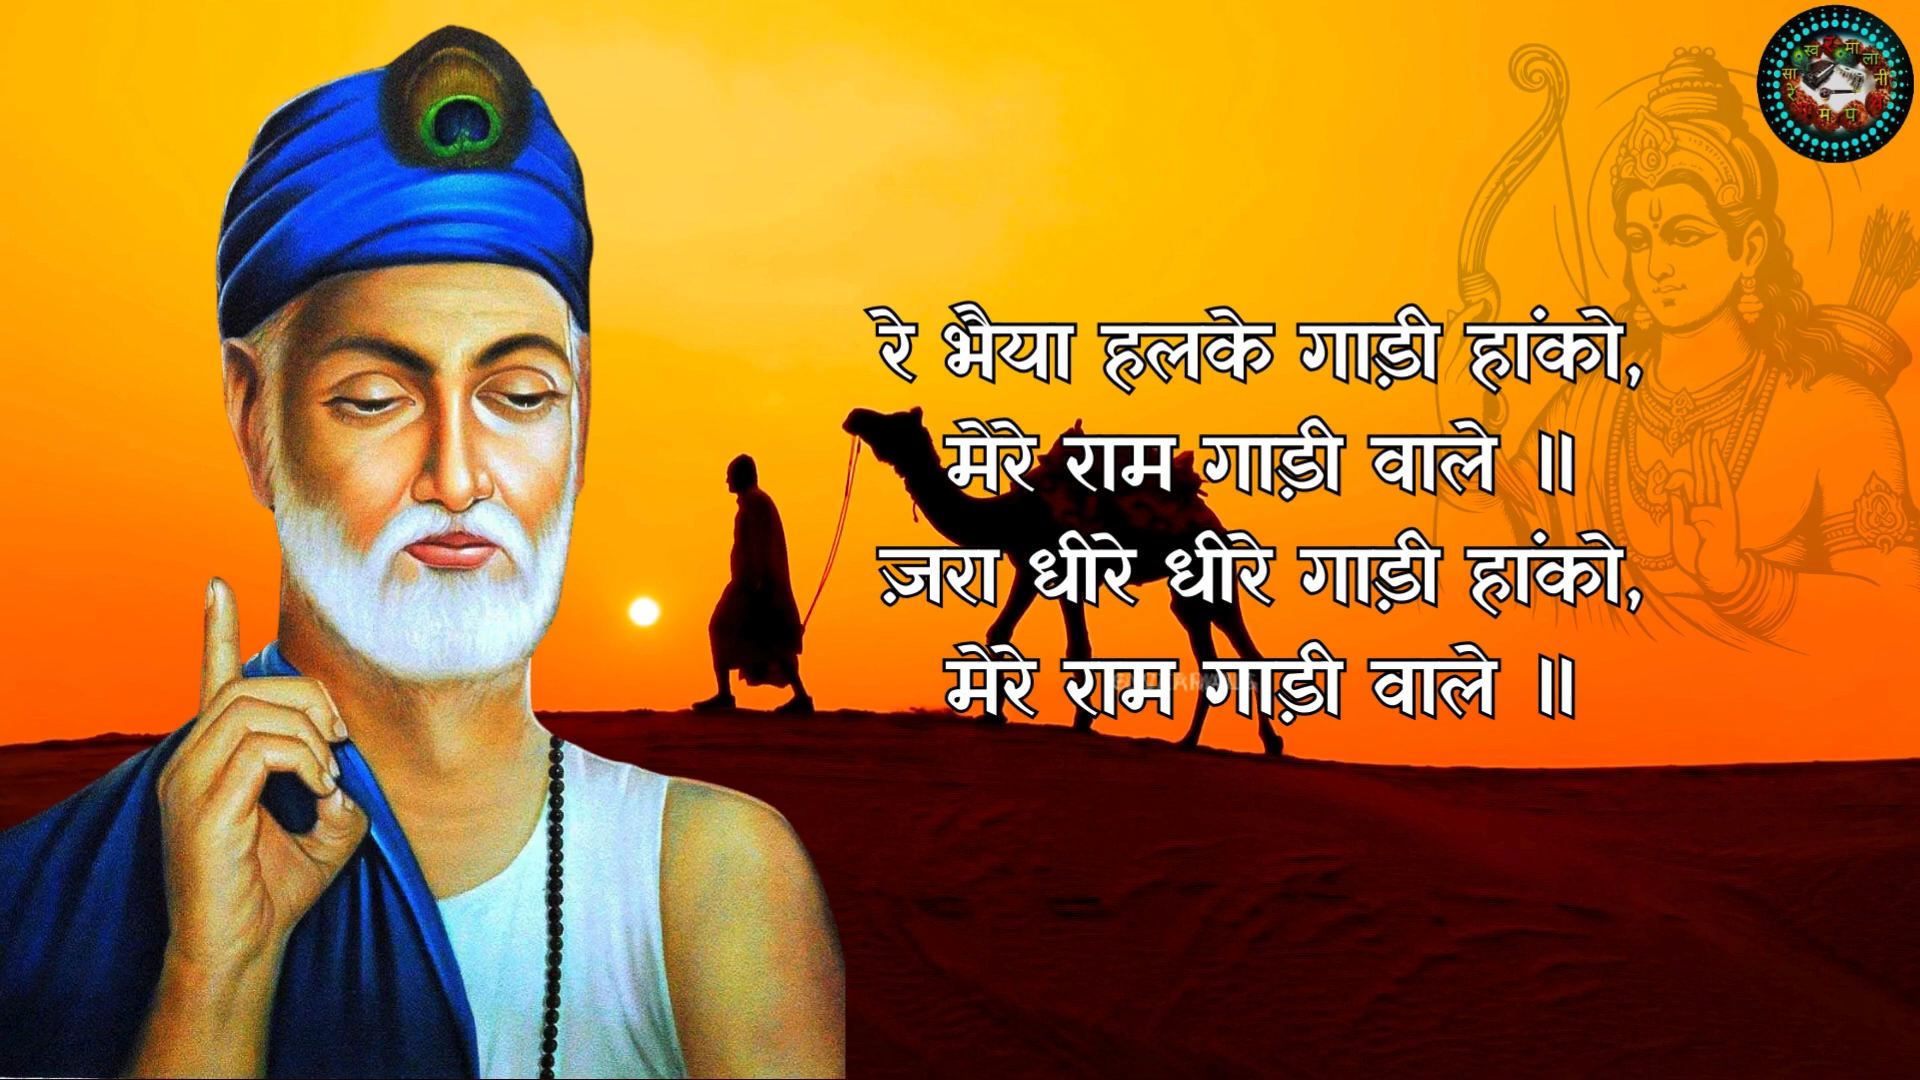 रे भैया हलके गाड़ी हांको,
मेरे राम गाड़ी वाले ॥
ज़रा धीरे धीरे गाड़ी हांको,
मेरे राम गाड़ी वाले ॥